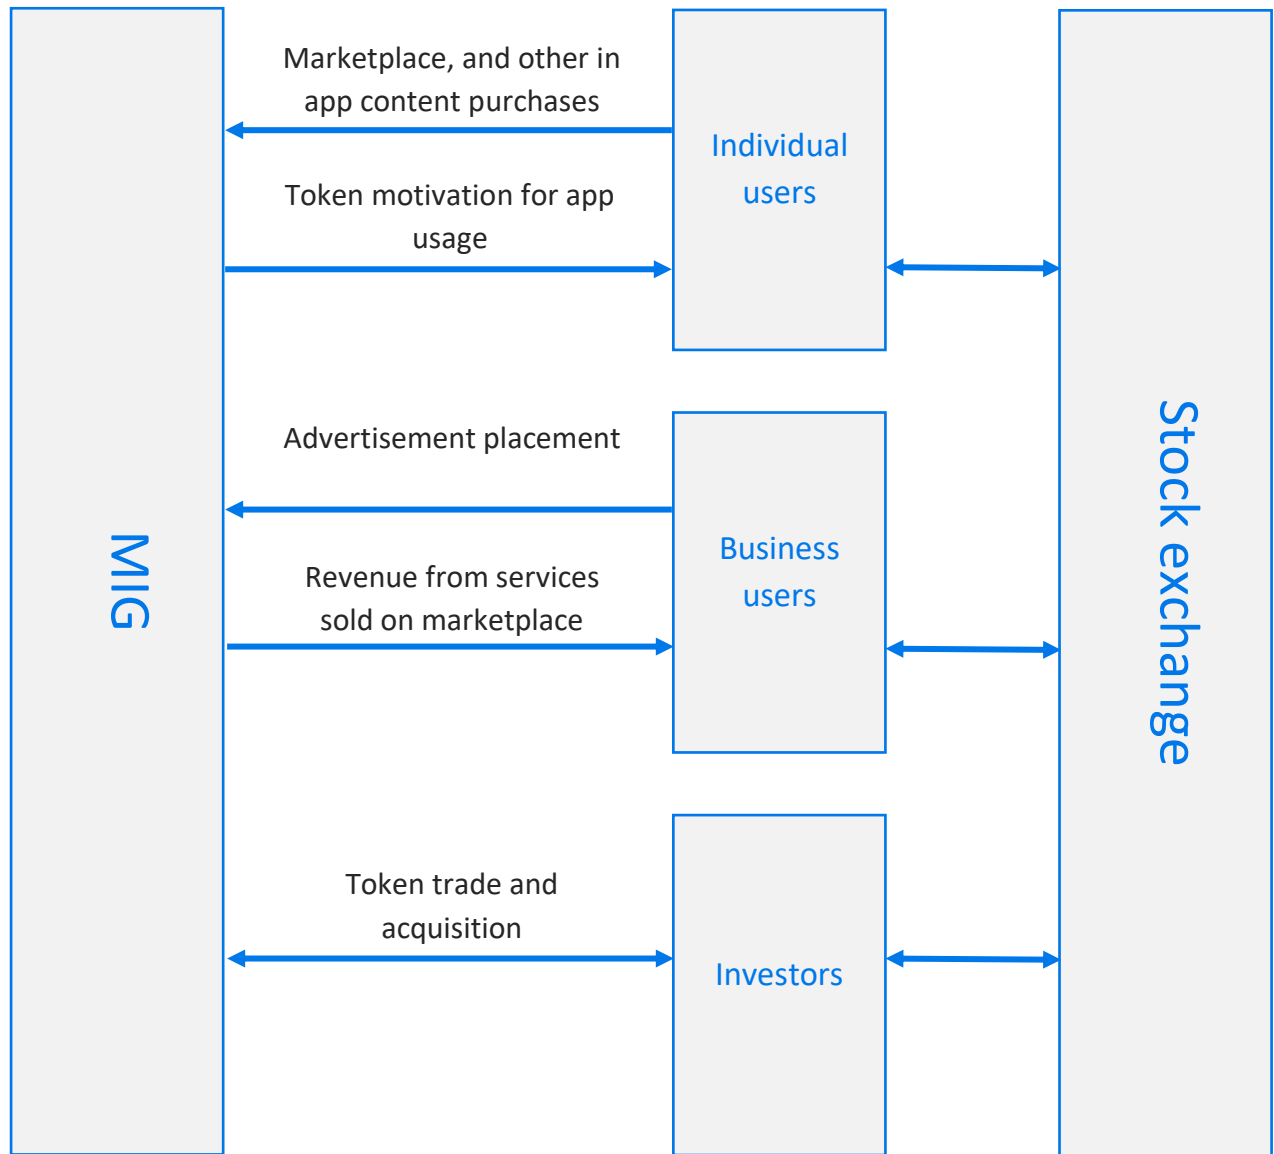 MIG
Marketplace, and other in
app content purchases
Token motivation for app
usage
Individual
users
Advertisement placement
Revenue from services
sold on marketplace
Business
users
Token trade and
acquisition
Investors
Stock exchange